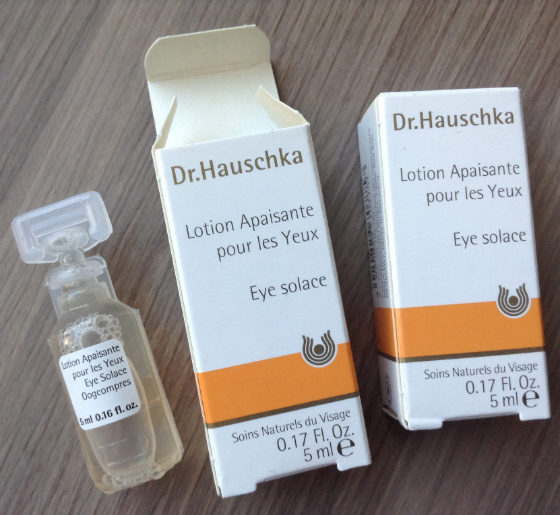 Dr.Hauschka
Lotion Apaisante
pour les Yeux
Eye solace
Soins Naturels du Visage
0.17 Fl. Oz.
5 ml e
Dr.Hauschka
Lotion Apaisante
pour les Yeux
Eye solace
Soins Naturels du Visage
0.17 Fl. Oz.
5 ml e
Lotion Apaisante
pour les Yeux
Eye Solace
Oogcompres
5 ml 0.16 fl. oz.